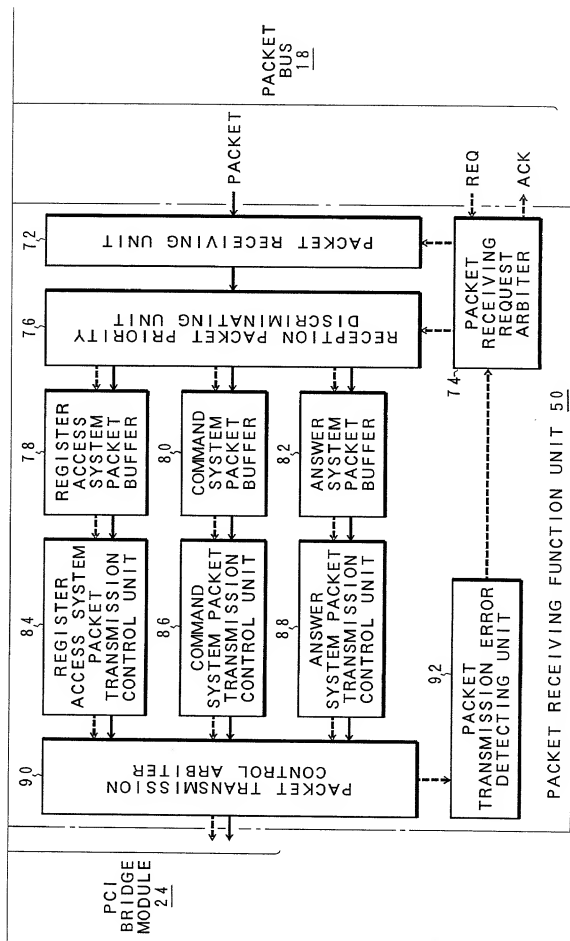 PACKET
BUS
18
PACKET
REQ
ACK
72
PACKET RECEIVING UNIT
76
RECEPTION PACKET PRIORITY
DISCRIMINATING UNIT
74
PACKET
RECEIVING
REQUEST
ARBITER
78
REGISTER
ACCESS
SYSTEM
PACKET
BUFFER
80
COMMAND
SYSTEM
PACKET
BUFFER
82
ANSWER
SYSTEM
PACKET
BUFFER
84
REGISTER
ACCESS SYSTEM
PACKET
TRANSMISSION
CONTROL UNIT
86
COMMAND
SYSTEM PACKET
TRANSMISSION
CONTROL UNIT
88
ANSWER
SYSTEM PACKET
TRANSMISSION
CONTROL UNIT
90
PACKET TRANSMISSION
CONTROL ARBITER
92
PACKET
TRANSMISSION ERROR
DETECTING UNIT
PCI
BRIDGE
MODULE
24
PACKET RECEIVING FUNCTION UNIT 50